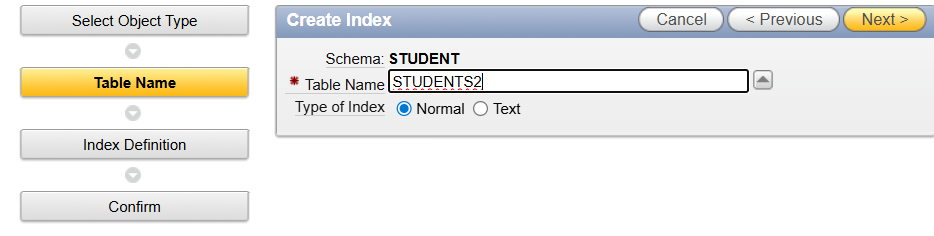 Select Object Type
Table Name
Index Definition
Confirm
Create Index
Cancel
< Previous
Next >
Schema: STUDENT
* Table Name STUDENTS2
Type of Index Normal Text